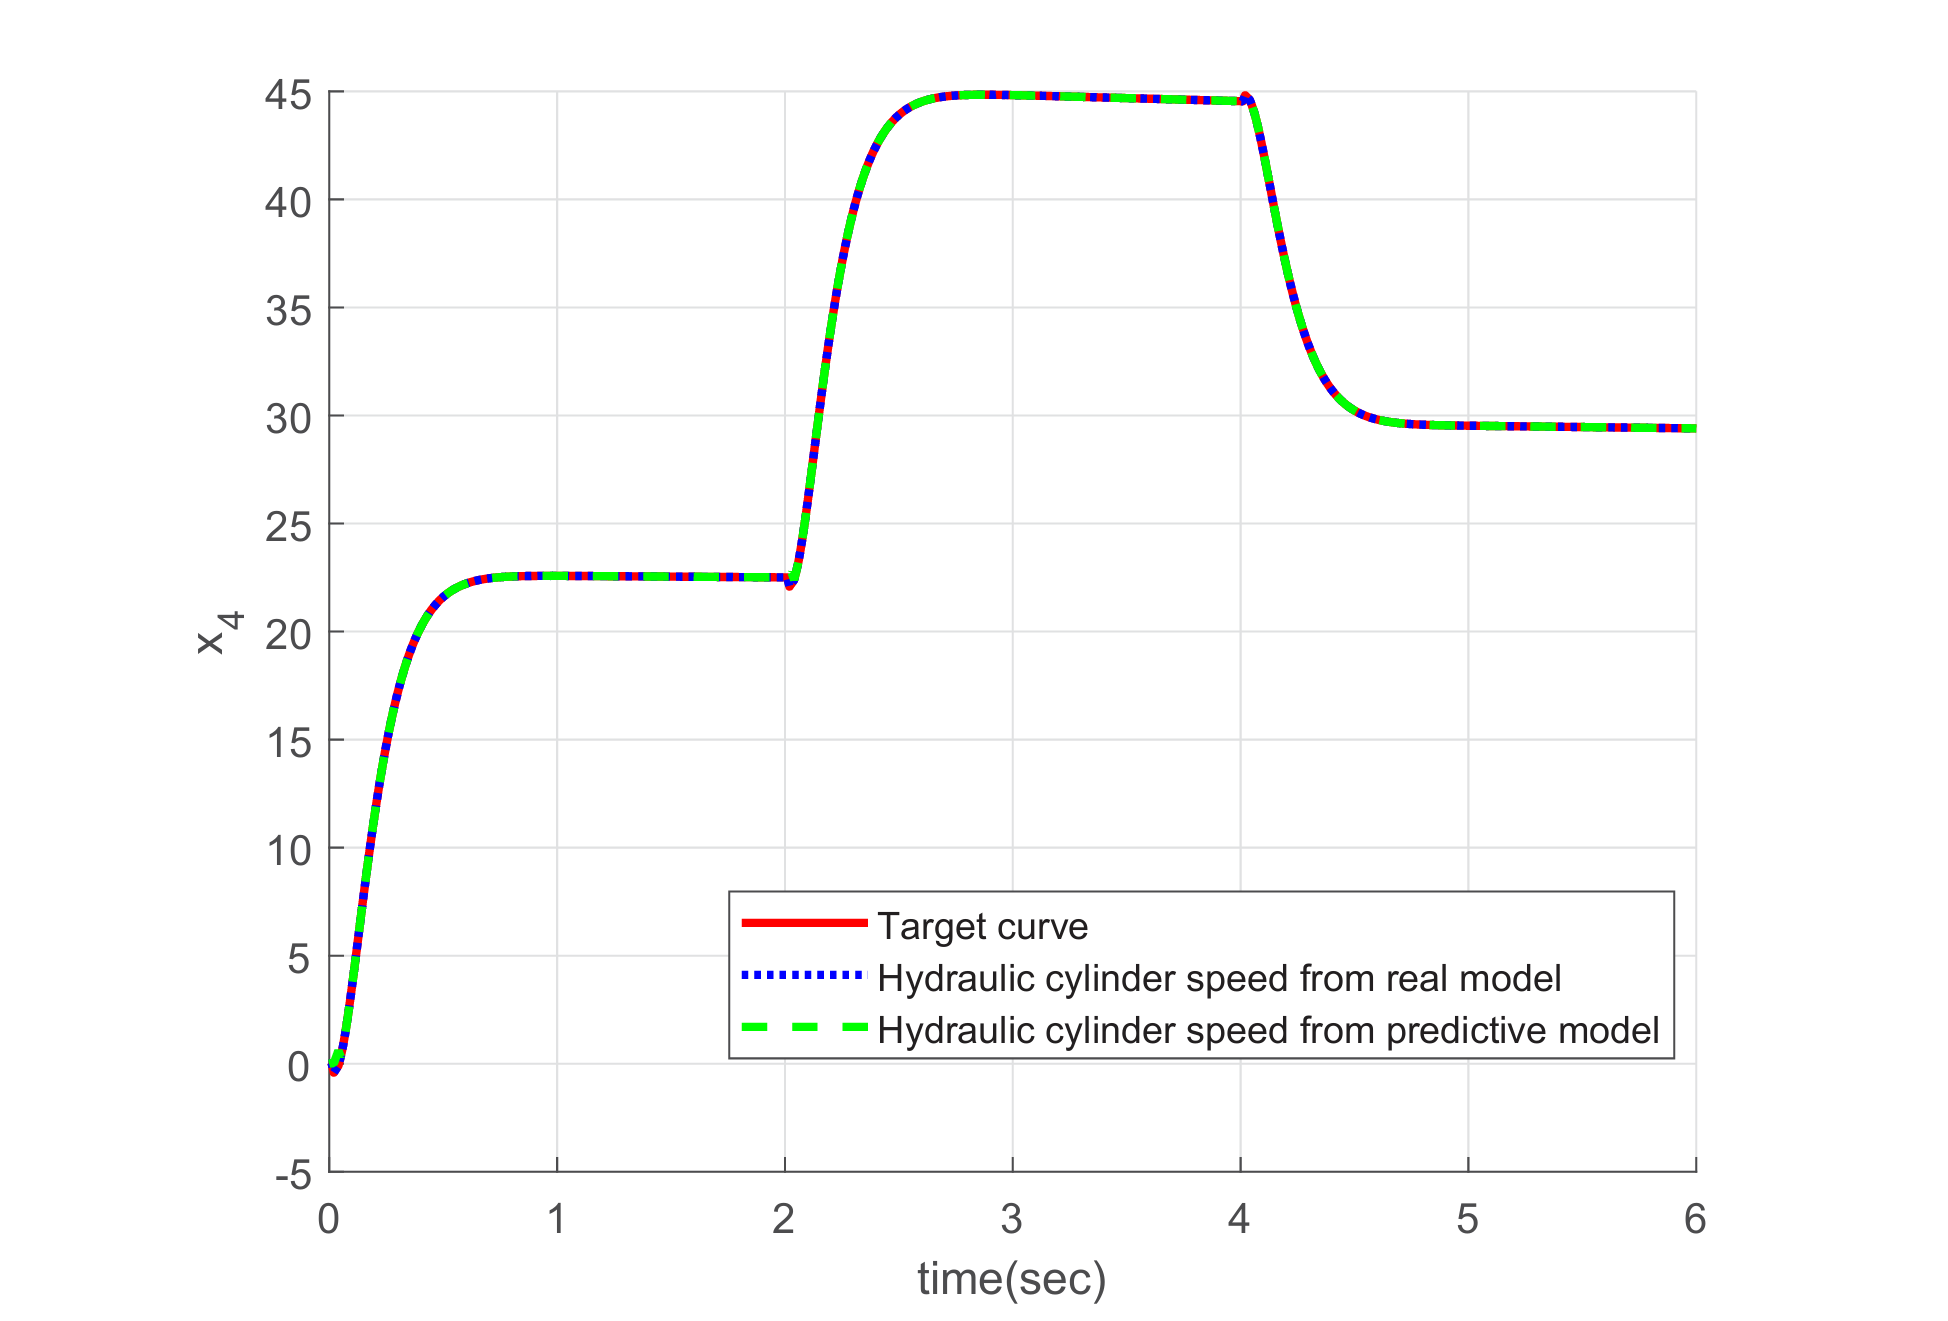 45
40
35
30
25
20
15
10
5
0
-5
x4
0 1 2 3 4 5 6
time(sec)
Target curve
Hydraulic cylinder speed from real model
Hydraulic cylinder speed from predictive model